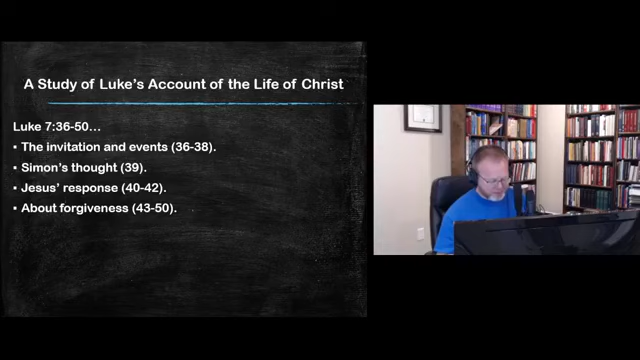 A Study of Luke's Account of the Life of Christ
Luke 7:36-50…
▪ The invitation and events (36-38).
▪ Simon's thought (39).
▪ Jesus' response (40-42).
▪ About forgiveness (43-50).